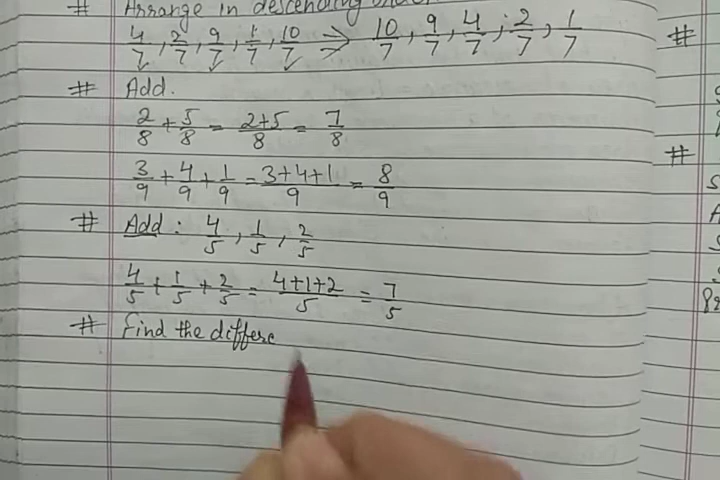 # Arrange in descending order
4/7, 2/7, 9/7, 1/7, 10/7 ⇒ 10/7, 9/7, 4/7, 2/7, 1/7
# Add.
2/8 + 5/8 = 2+5/8 = 7/8
3/9 + 4/9 + 1/9 = 3+4+1/9 = 8/9
# Add: 4/5, 1/5, 2/5
4/5 + 1/5 + 2/5 = 4+1+2/5 = 7/5
# Find the differe
#
#